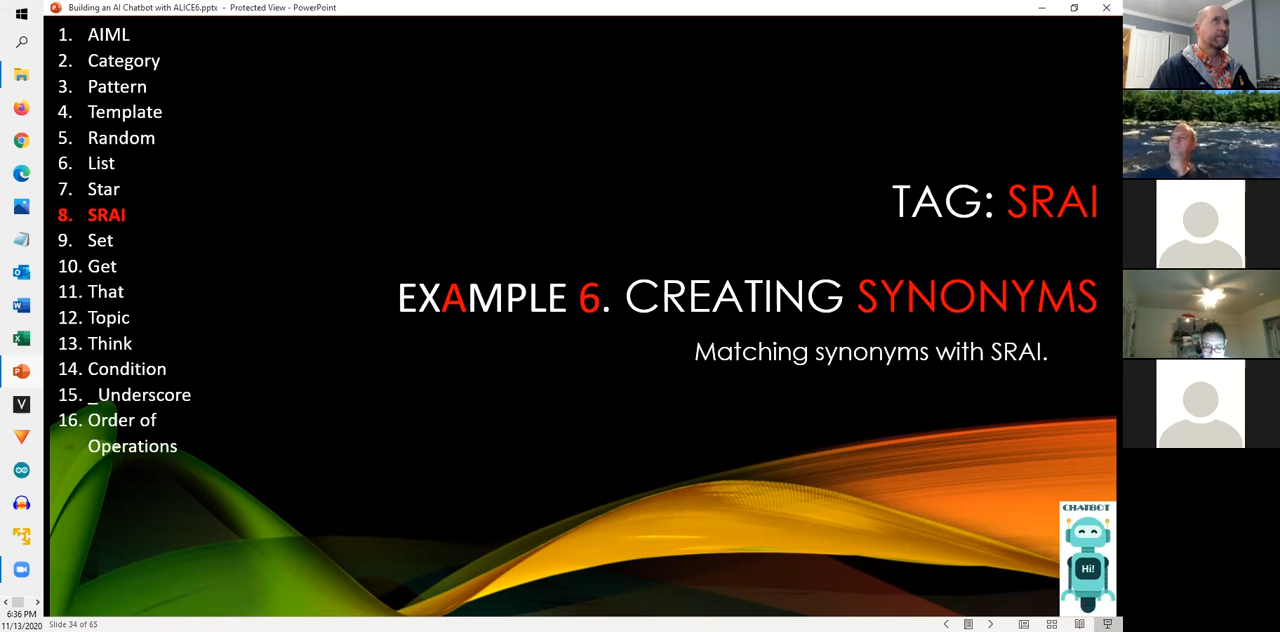 Building an AI Chatbot with ALICE6.pptx - Protected View - PowerPoint
1. AIML
2. Category
3. Pattern
4. Template
5. Random
6. List
7. Star
8. SRAI
9. Set
10. Get
11. That
12. Topic
13. Think
14. Condition
15. _Underscore
16. Order of
Operations
TAG: SRAI
EXAMPLE 6. CREATING SYNONYMS
Matching synonyms with SRAI.
CHATBOT
Hi!
6:36 PM
11/13/2020
Slide 34 of 65